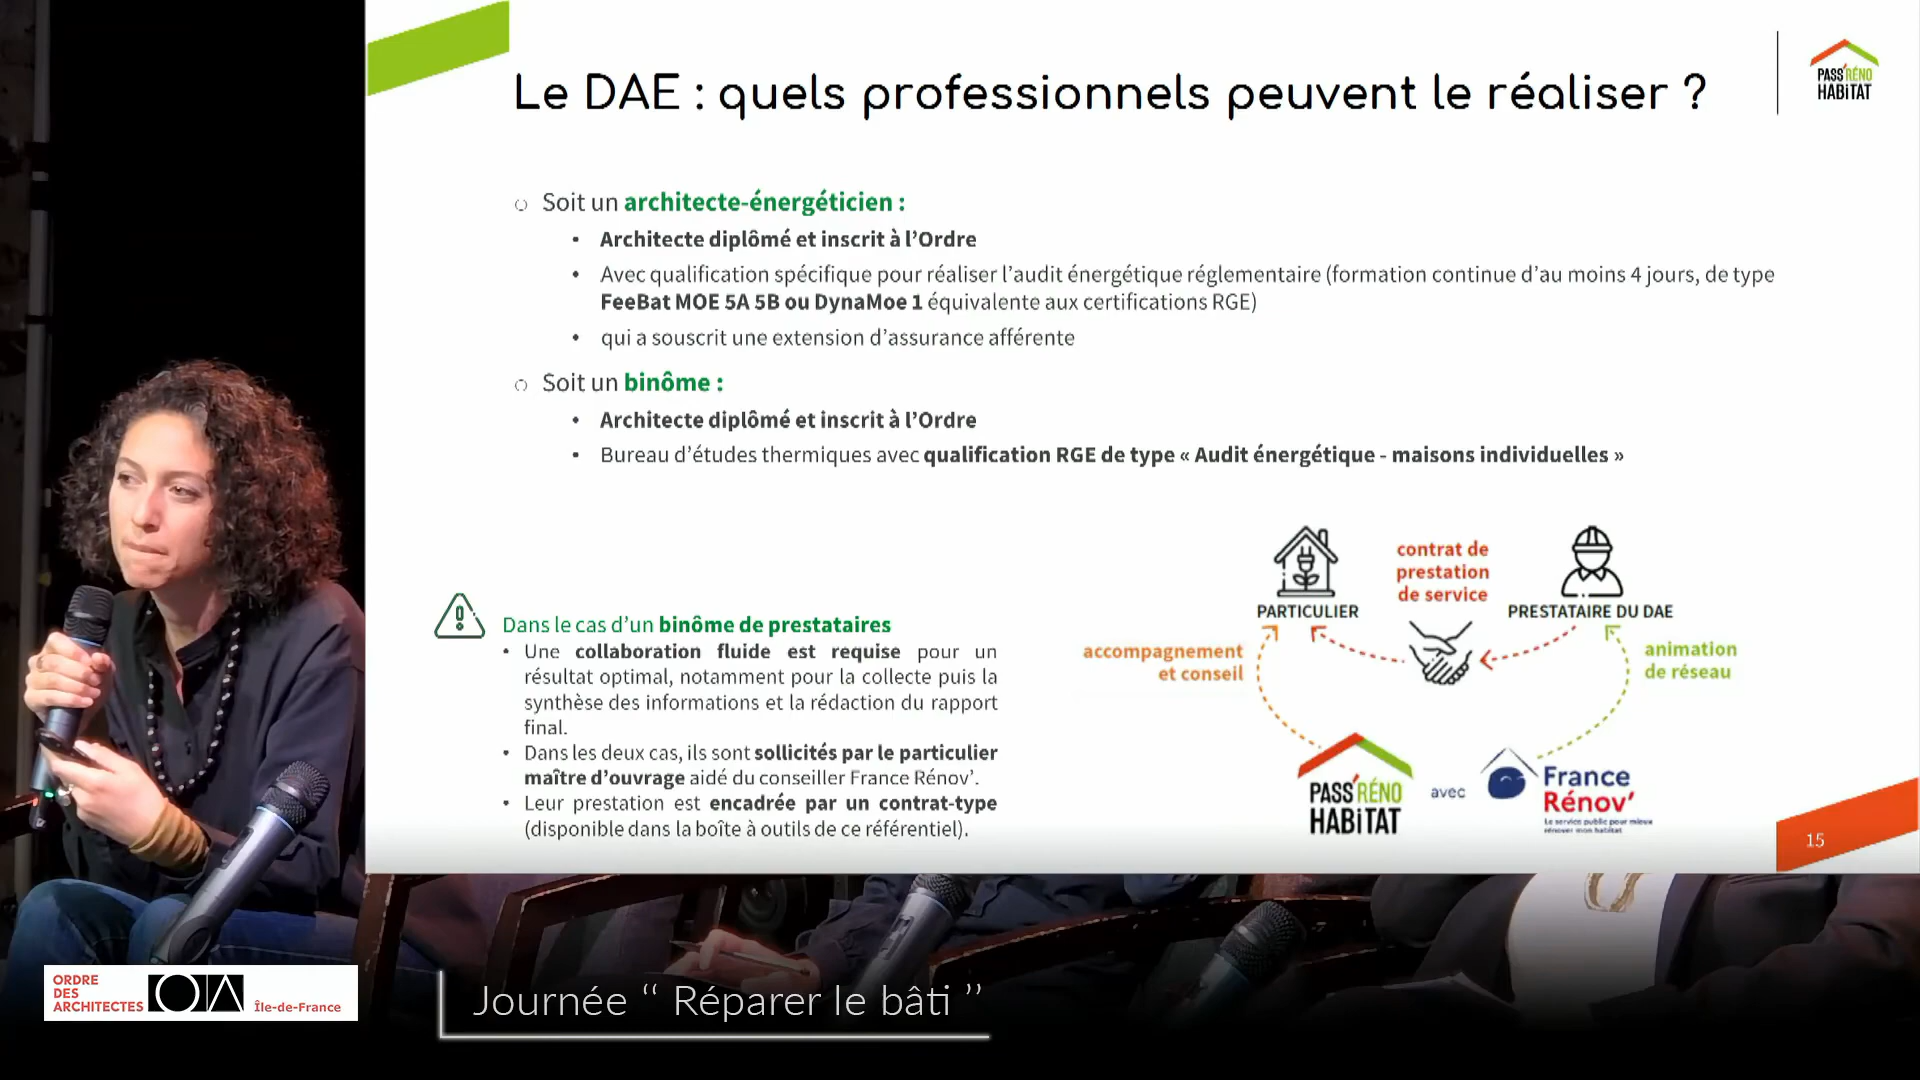 Le DAE : quels professionnels peuvent le réaliser ?
PASS'RÉNO
HABiTAT
Soit un architecte-énergéticien :
• Architecte diplômé et inscrit à l'Ordre
• Avec qualification spécifique pour réaliser l'audit énergétique réglementaire (formation continue d'au moins 4 jours, de type
FeeBat MOE 5A 5B ou DynaMoe 1 équivalente aux certifications RGE)
• qui a souscrit une extension d'assurance afférente
Soit un binôme :
• Architecte diplômé et inscrit à l'Ordre
• Bureau d'études thermiques avec qualification RGE de type « Audit énergétique - maisons individuelles »
Dans le cas d'un binôme de prestataires
• Une collaboration fluide est requise pour un
résultat optimal, notamment pour la collecte puis la
synthèse des informations et la rédaction du rapport
final.
• Dans les deux cas, ils sont sollicités par le particulier
maître d'ouvrage aidé du conseiller France Rénov'.
• Leur prestation est encadrée par un contrat-type
(disponible dans la boîte à outils de ce référentiel).
contrat de
prestation
de service
PARTICULIER
PRESTATAIRE DU DAE
accompagnement
et conseil
animation
de réseau
PASS'RÉNO
HABiTAT
avec
France
Rénov'
Le service public pour mieux
rénover mon habitat
15
ORDRE
DES
ARCHITECTES
Île-de-France
Journée “ Réparer le bâti ”